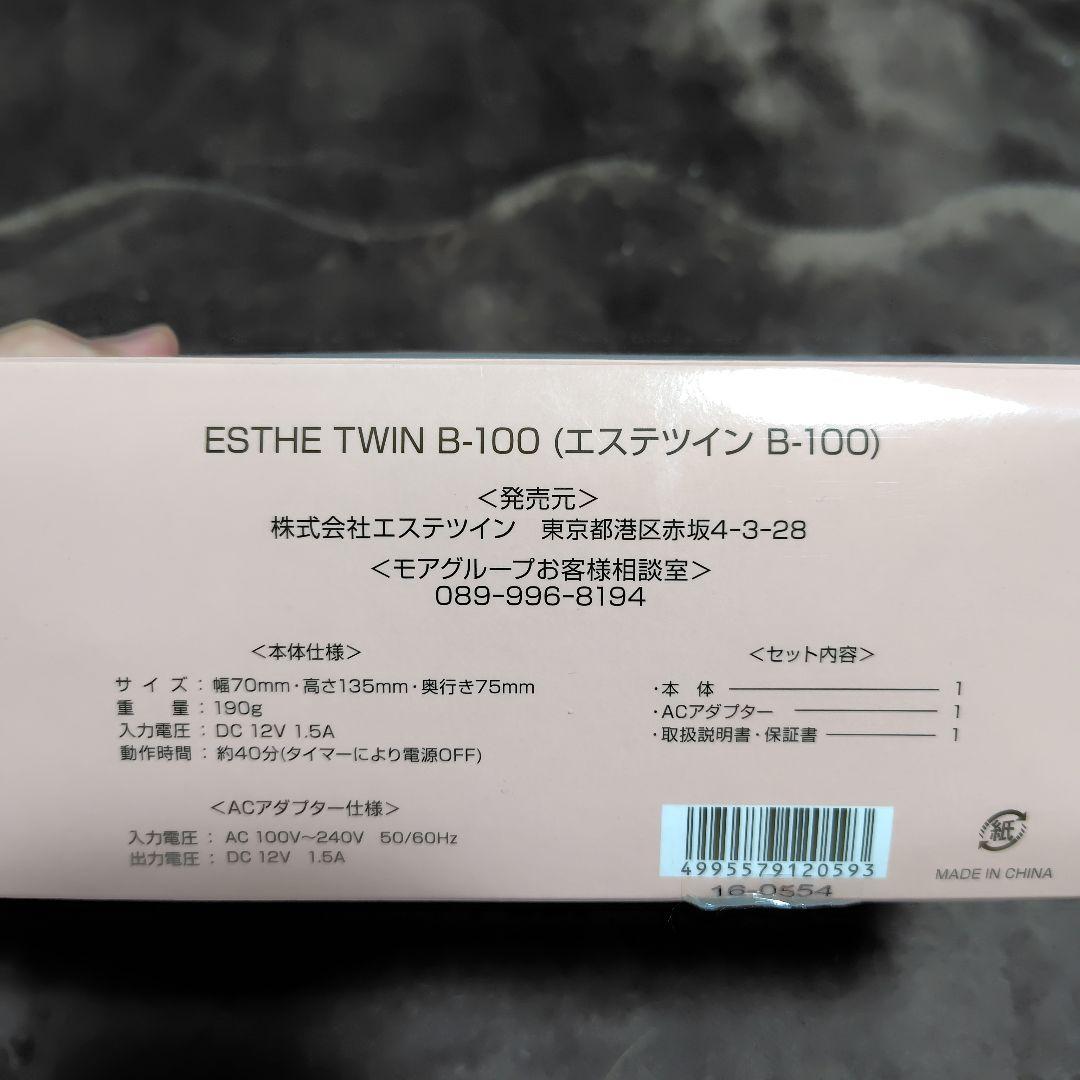 ESTHE TWIN B-100 (エステツイン B-100)
＜発売元＞
株式会社エステツイン　東京都港区赤坂4-3-28
＜モアグループお客様相談室＞
089-996-8194
＜本体仕様＞
サイズ：幅70mm・高さ135mm・奥行き75mm
重　量：190g
入力電圧：DC 12V 1.5A
動作時間：約40分(タイマーにより電源OFF)
＜ACアダプター仕様＞
入力電圧：AC 100V～240V　50/60Hz
出力電圧：DC 12V　1.5A
＜セット内容＞
・本　体 1
・ACアダプター 1
・取扱説明書・保証書 1
4995579120593
16-0554
紙
MADE IN CHINA